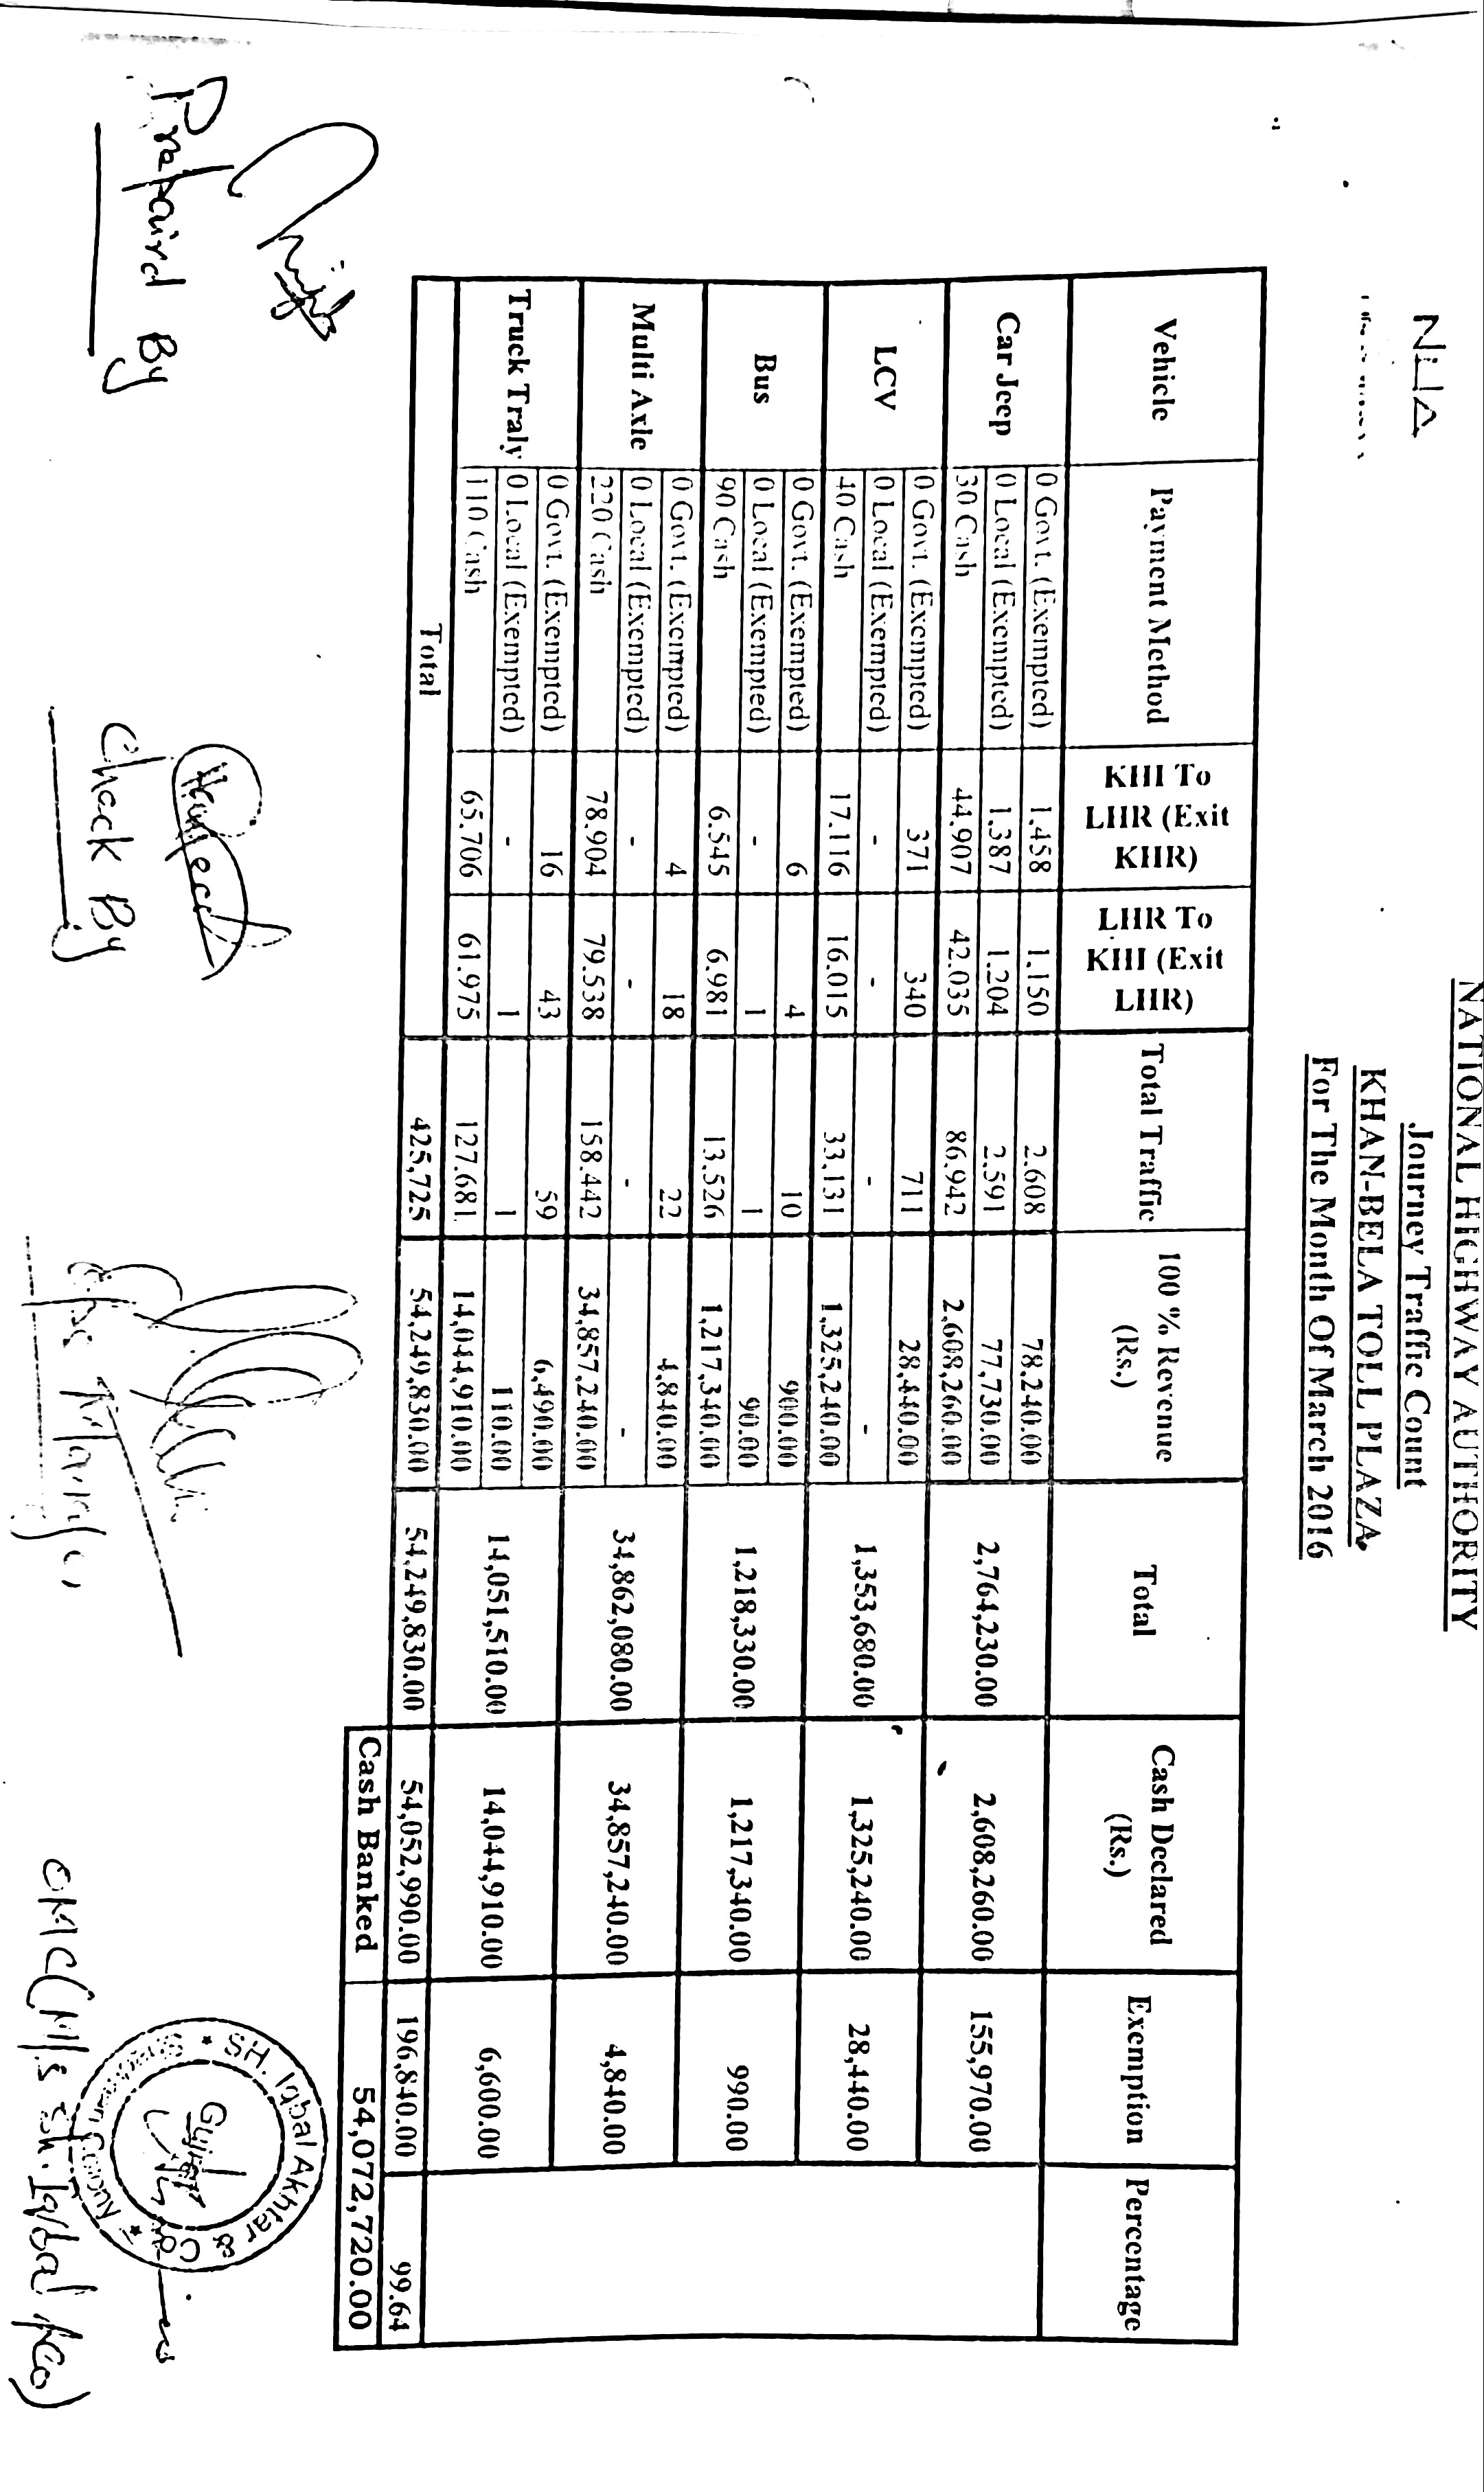 NHA
NATIONAL HIGHWAY AUTHORITY
Journey Traffic Count
KHAN-BELA TOLL PLAZA
For The Month Of March 2016
Vehicle Payment Method KHI To LHR (Exit KHR) LHR To KHI (Exit LHR) Total Traffic 100 % Revenue (Rs.) Total Cash Declared (Rs.) Exemption Percentage
0 Govt. (Exempted) 1.458 1.150 2.608 78.240.00
Car Jeep 0 Local (Exempted) 1.387 1.204 2.591 77,730.00 2,764,230.00 2,608,260.00 155,970.00
30 Cash 44.907 42.035 86.942 2,608,260.00
0 Govt. (Exempted) 371 340 711 28,440.00
LCV 0 Local (Exempted) - - - - 1,353,680.00 1,325,240.00 28,440.00
40 Cash 17.116 16.015 33.131 1,325,240.00
0 Govt. (Exempted) 6 4 10 900.00
Bus 0 Local (Exempted) - 1 1 90.00 1,218,330.00 1,217,340.00 990.00
90 Cash 6.545 6.981 13.526 1,217,340.00
0 Govt. (Exempted) 4 18 22 4,840.00
Multi Axle 0 Local (Exempted) - - - - 34,862,080.00 34,857,240.00 4,840.00
220 Cash 78.904 79.538 158.442 34,857,240.00
0 Govt. (Exempted) 16 43 59 6,490.00
Truck Traly 0 Local (Exempted) - 1 1 110.00 14,051,510.00 14,044,910.00 6,600.00
110 Cash 65.706 61.975 127.681 14,044,910.00
Total 425,725 54,249,830.00 54,249,830.00 54,052,990.00 196,840.00 99.64
Cash Banked 54,072,720.00
Prapaird By
Chack By
SH. Iqbal Akhtar & Co
OMC (M/s sh. Iqbal &co)